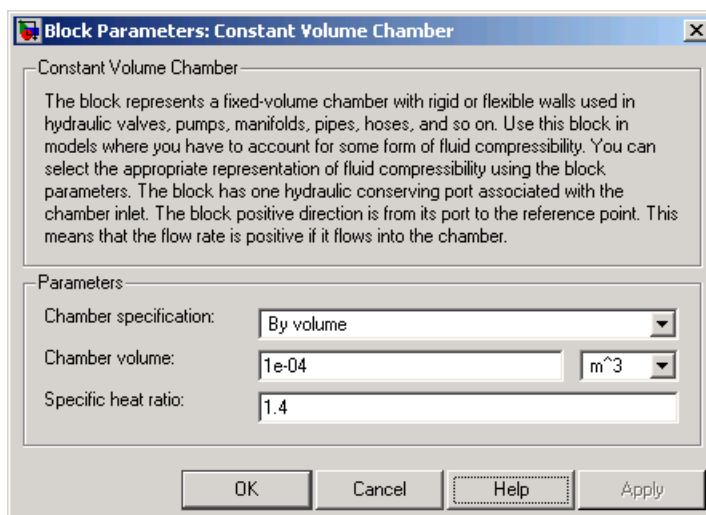 Block Parameters: Constant Volume Chamber
Constant Volume Chamber
The block represents a fixed-volume chamber with rigid or flexible walls used in
hydraulic valves, pumps, manifolds, pipes, hoses, and so on. Use this block in
models where you have to account for some form of fluid compressibility. You can
select the appropriate representation of fluid compressibility using the block
parameters. The block has one hydraulic conserving port associated with the
chamber inlet. The block positive direction is from its port to the reference point. This
means that the flow rate is positive if it flows into the chamber.
Parameters
Chamber specification: By volume
Chamber volume: 1e-04 m^3
Specific heat ratio: 1.4
OK Cancel Help Apply